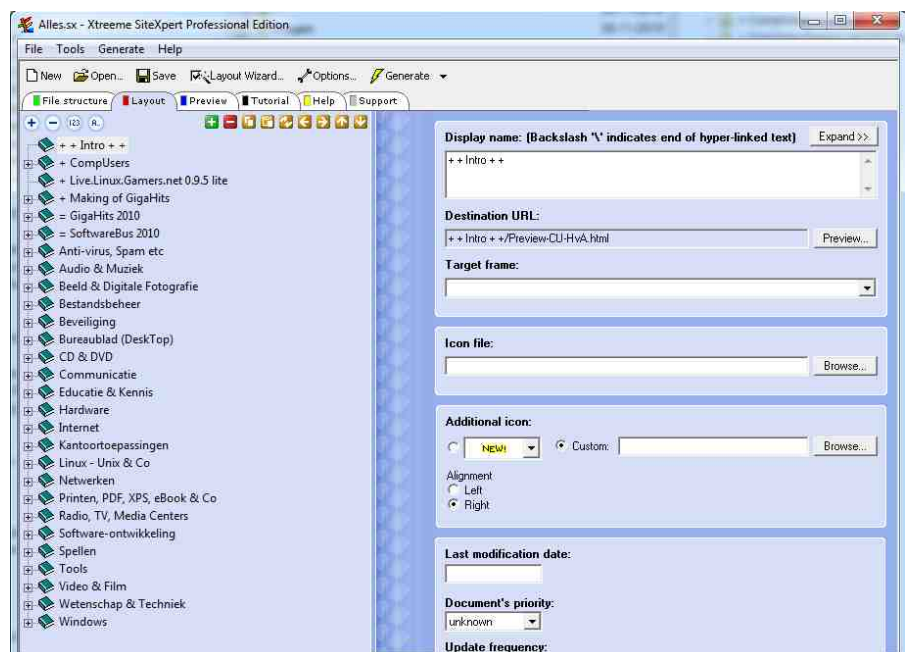 Alles.sx - Xtreeme SiteXpert Professional Edition
File Tools Generate Help
New Open... Save Layout Wizard... Options... Generate
File structure Layout Preview Tutorial Help Support
123 A..
+ + Intro + +
+ CompUsers
+ Live.Linux.Gamers.net 0.9.5 lite
+ Making of GigaHits
= GigaHits 2010
= SoftwareBus 2010
Anti-virus, Spam etc
Audio & Muziek
Beeld & Digitale Fotografie
Bestandsbeheer
Beveiliging
Bureaublad (DeskTop)
CD & DVD
Communicatie
Educatie & Kennis
Hardware
Internet
Kantoortoepassingen
Linux - Unix & Co
Netwerken
Printen, PDF, XPS, eBook & Co
Radio, TV, Media Centers
Software-ontwikkeling
Spellen
Tools
Video & Film
Wetenschap & Techniek
Windows
Display name: (Backslash '\' indicates end of hyper-linked text) Expand >>
+ + Intro + +
Destination URL:
+ + Intro + +/Preview-CU-HvA.html Preview...
Target frame:
Icon file:
Browse...
Additional icon:
NEW! Custom: Browse...
Alignment
Left
Right
Last modification date:
Document's priority:
unknown
Update frequency: